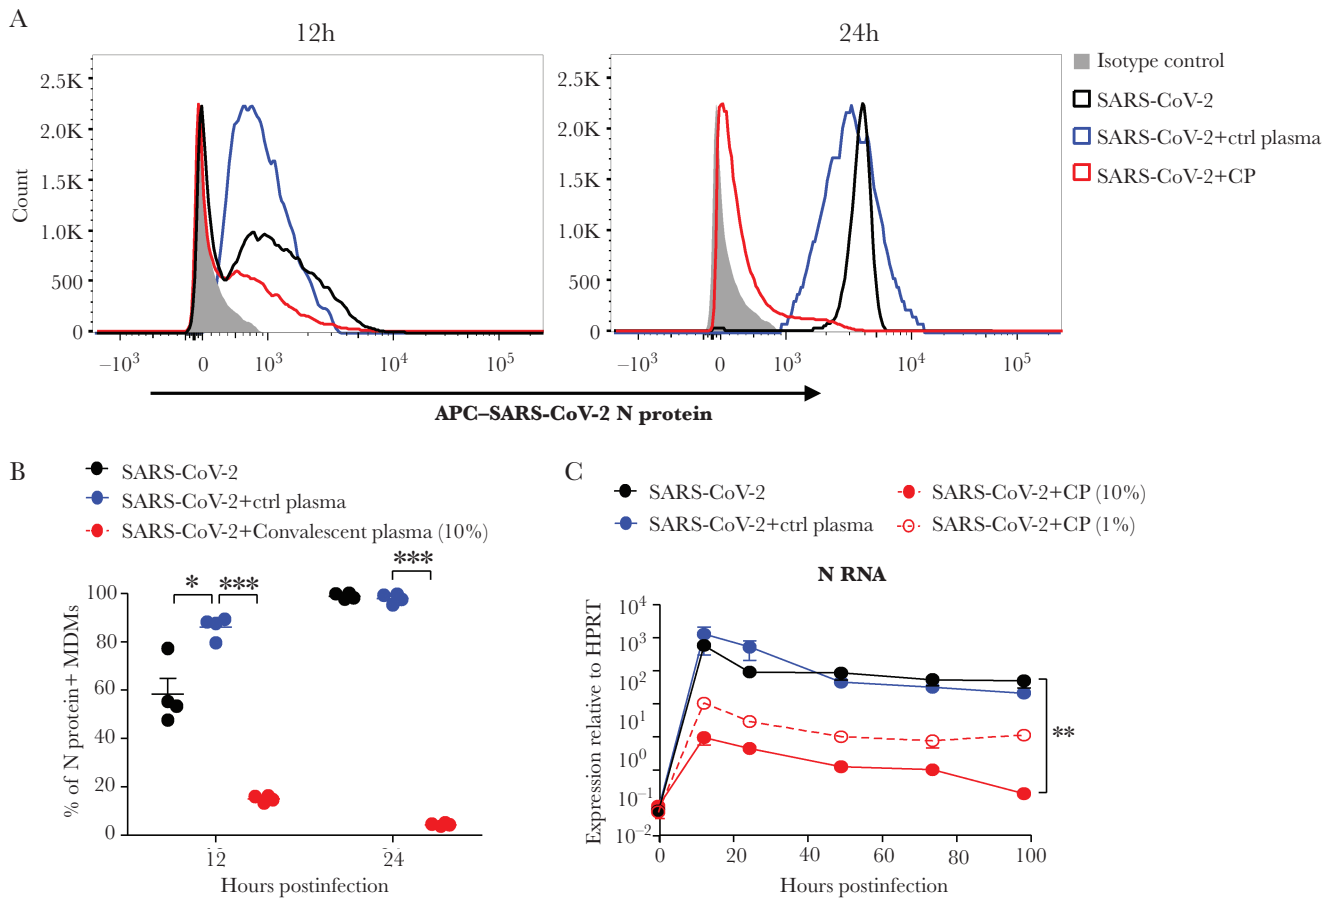 A
12h
24h
Count
2.5K
2.0K
1.5K
1.0K
500
0
–10³
0
10³
10⁴
10⁵
2.5K
2.0K
1.5K
1.0K
500
0
–10³
0
10³
10⁴
10⁵
Isotype control
SARS-CoV-2
SARS-CoV-2+ctrl plasma
SARS-CoV-2+CP
APC–SARS-CoV-2 N protein
B
SARS-CoV-2
SARS-CoV-2+ctrl plasma
SARS-CoV-2+Convalescent plasma (10%)
% of N protein+ MDMs
100
80
60
40
20
0
*
***
***
12
24
Hours postinfection
C
SARS-CoV-2
SARS-CoV-2+ctrl plasma
SARS-CoV-2+CP (10%)
SARS-CoV-2+CP (1%)
N RNA
Expression relative to HPRT
10⁴
10³
10²
10¹
10⁰
10⁻¹
10⁻²
**
0
20
40
60
80
100
Hours postinfection